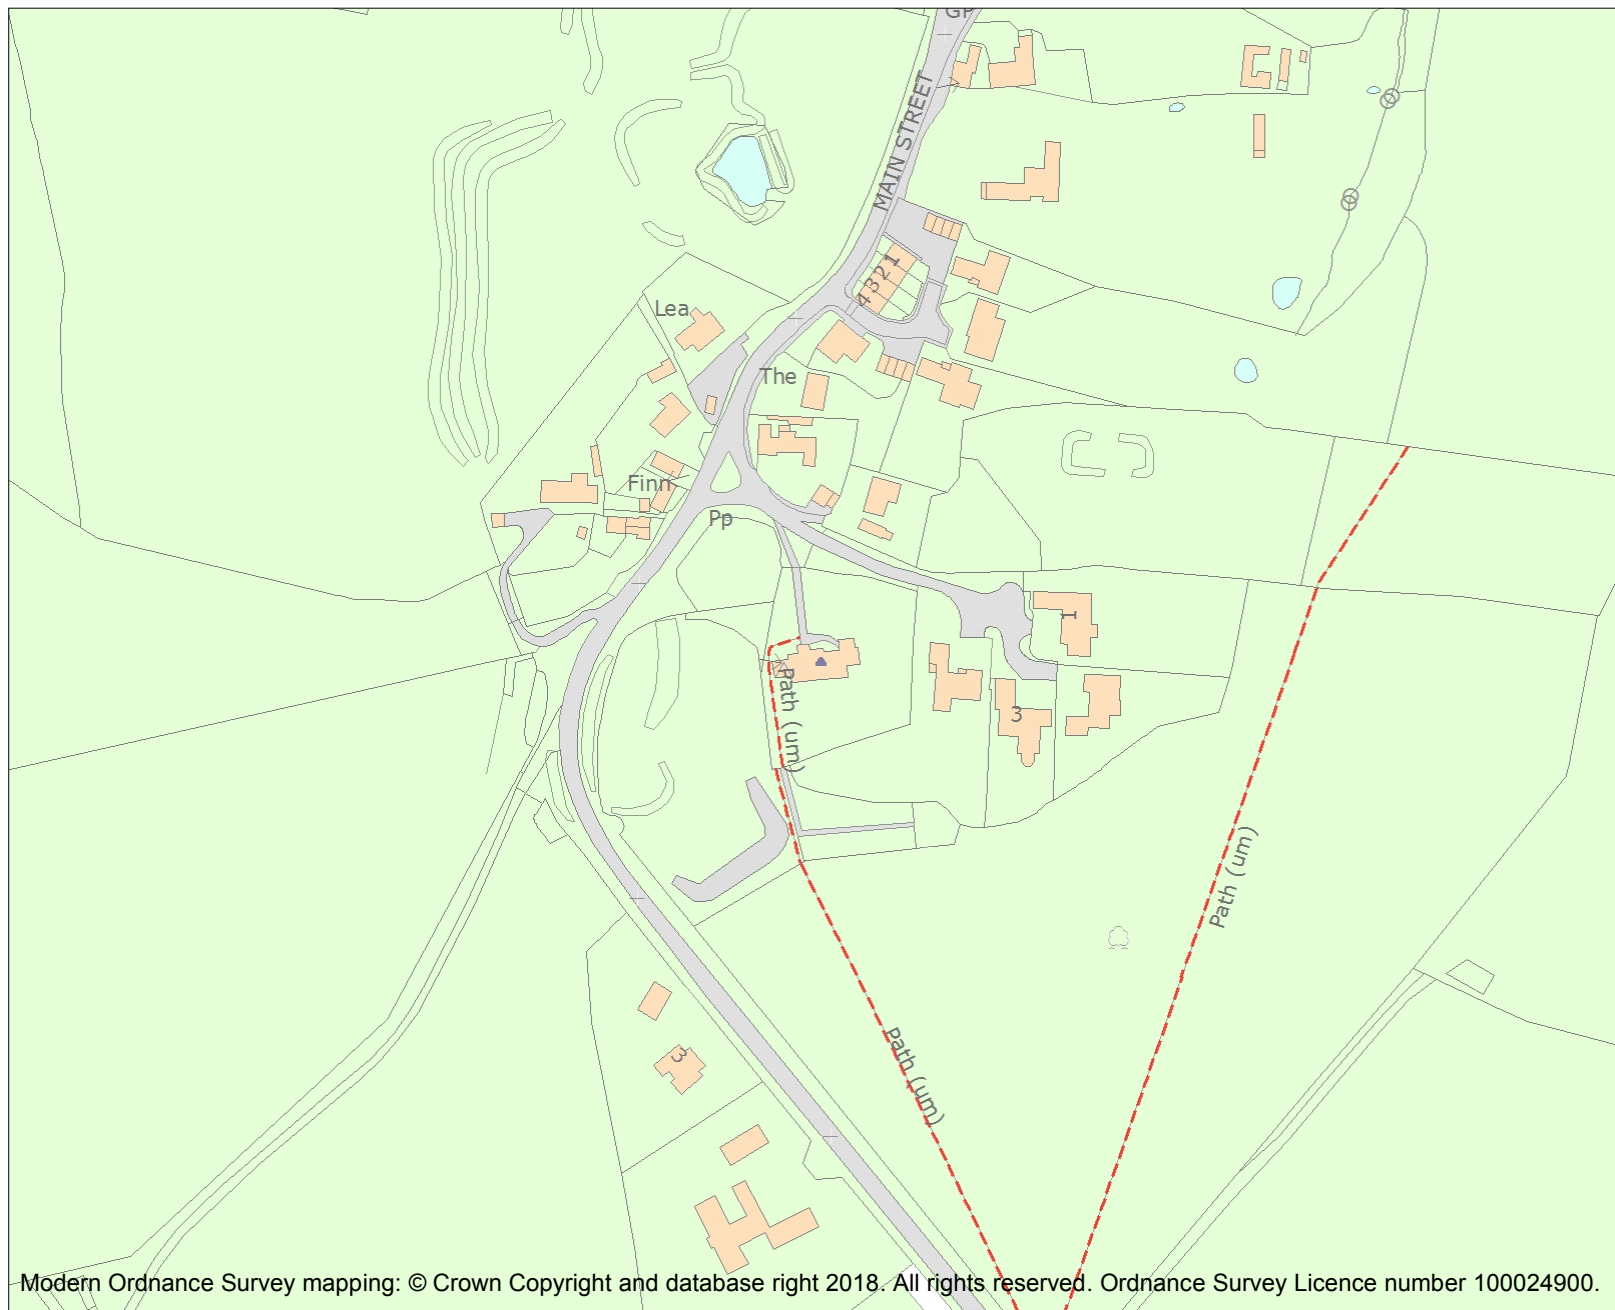 GP
MAIN STREET
1
2
3
4
Lea
The
Finn
Pp
1
3
Path (um)
Path (um)
Path (um)
3
Modern Ordnance Survey mapping: © Crown Copyright and database right 2018. All rights reserved. Ordnance Survey Licence number 100024900.